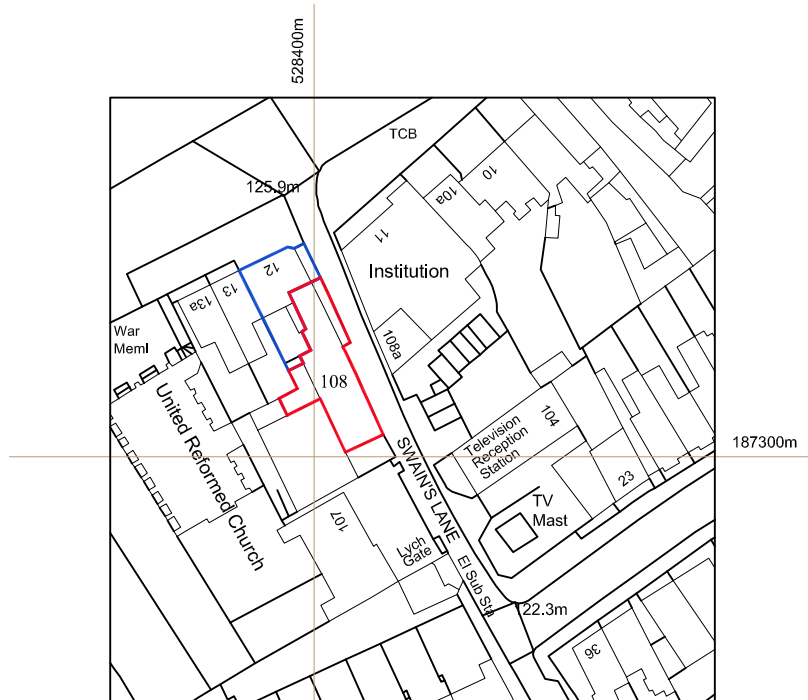 528400m
TCB
125.9m
10
10a
11
12
Institution
13
13a
War
Meml
108a
108
United Reformed Church
104
Television
Reception
Station
187300m
SWAIN'S LANE
23
TV
Mast
107
Lych
Gate
El Sub Sta
22.3m
36